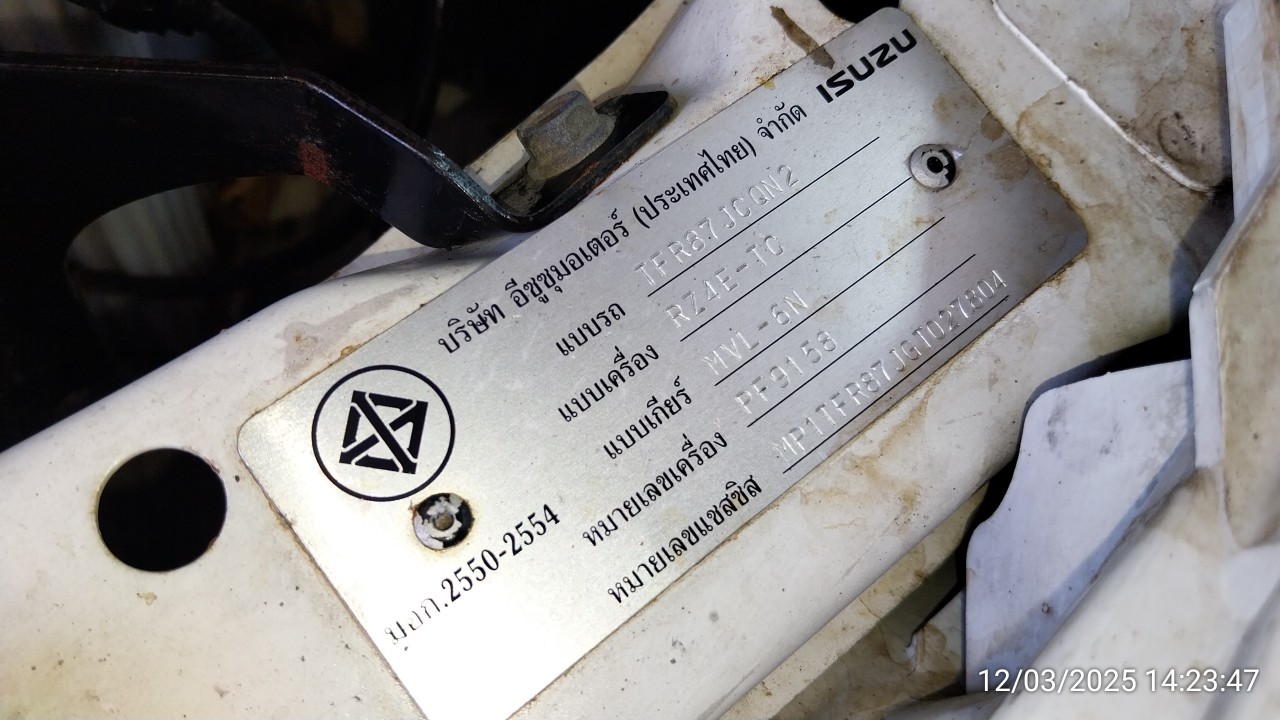 ISUZU
บริษัท อีซูซุมอเตอร์ (ประเทศไทย) จำกัด
แบบรถ TFR87JCQN2
แบบเครื่อง RZ4E-TC
แบบเกียร์ MVL-6N
หมายเลขเครื่อง PF9158
หมายเลขแชสซิส MP1TFR87JGT027804
มอก.2550-2554
12/03/2025 14:23:47